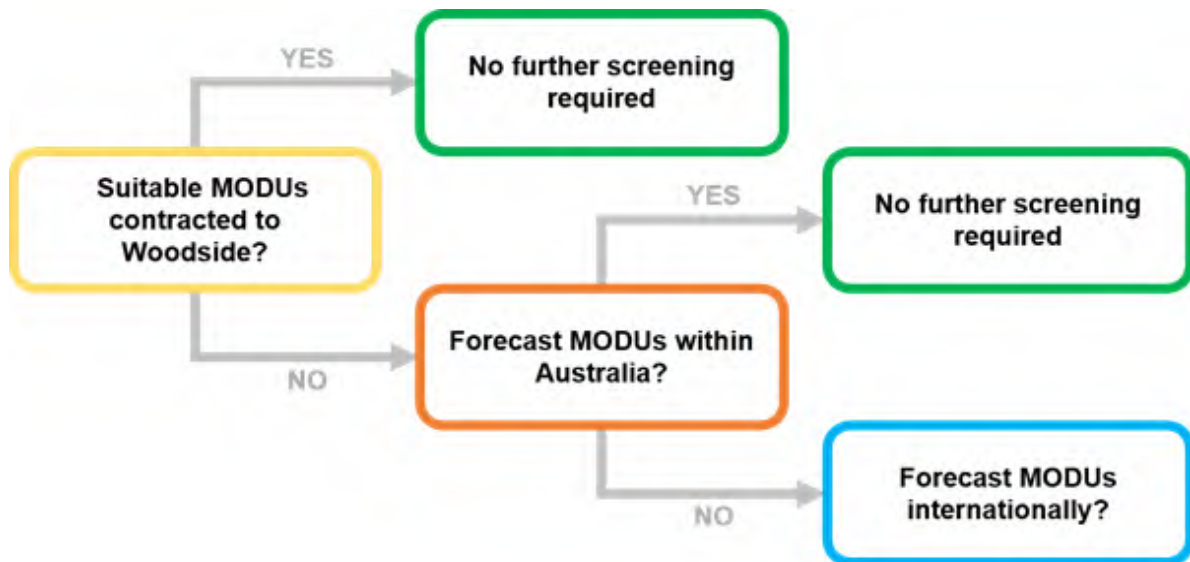 YES
No further screening
required
Suitable MODUs
contracted to
Woodside?
YES
No further screening
required
NO
Forecast MODUs within
Australia?
NO
Forecast MODUs
internationally?